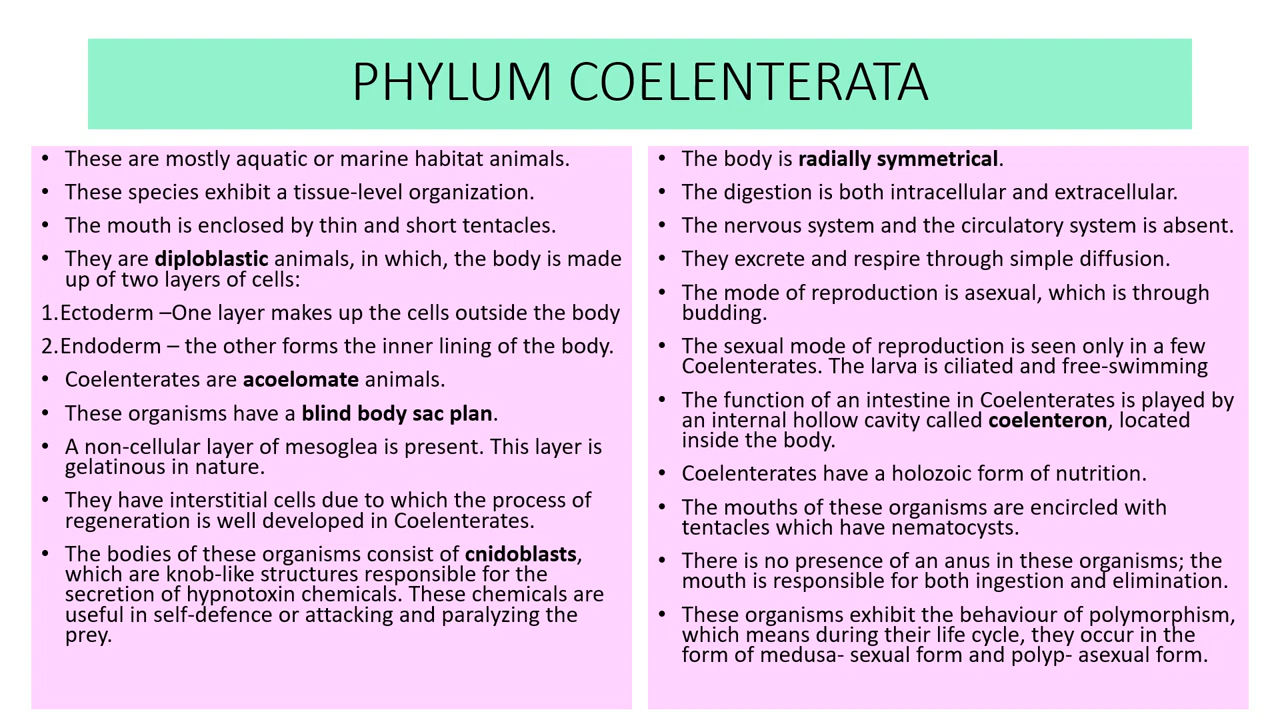 PHYLUM COELENTERATA
• These are mostly aquatic or marine habitat animals.
• These species exhibit a tissue-level organization.
• The mouth is enclosed by thin and short tentacles.
• They are diploblastic animals, in which, the body is made
up of two layers of cells:
1.Ectoderm –One layer makes up the cells outside the body
2.Endoderm – the other forms the inner lining of the body.
• Coelenterates are acoelomate animals.
• These organisms have a blind body sac plan.
• A non-cellular layer of mesoglea is present. This layer is
gelatinous in nature.
• They have interstitial cells due to which the process of
regeneration is well developed in Coelenterates.
• The bodies of these organisms consist of cnidoblasts,
which are knob-like structures responsible for the
secretion of hypnotoxin chemicals. These chemicals are
useful in self-defence or attacking and paralyzing the
prey.
• The body is radially symmetrical.
• The digestion is both intracellular and extracellular.
• The nervous system and the circulatory system is absent.
• They excrete and respire through simple diffusion.
• The mode of reproduction is asexual, which is through
budding.
• The sexual mode of reproduction is seen only in a few
Coelenterates. The larva is ciliated and free-swimming
• The function of an intestine in Coelenterates is played by
an internal hollow cavity called coelenteron, located
inside the body.
• Coelenterates have a holozoic form of nutrition.
• The mouths of these organisms are encircled with
tentacles which have nematocysts.
• There is no presence of an anus in these organisms; the
mouth is responsible for both ingestion and elimination.
• These organisms exhibit the behaviour of polymorphism,
which means during their life cycle, they occur in the
form of medusa- sexual form and polyp- asexual form.